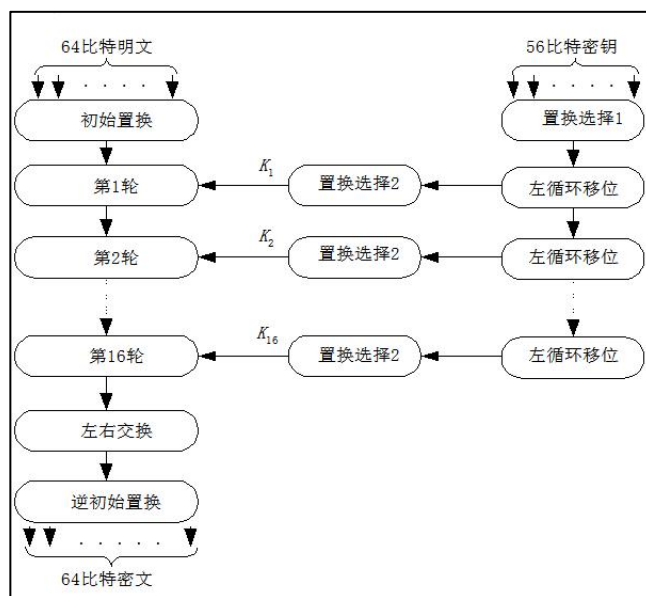 64比特明文
56比特密钥
初始置换
置换选择1
第1轮
K1
置换选择2
左循环移位
第2轮
K2
置换选择2
左循环移位
第16轮
K16
置换选择2
左循环移位
左右交换
逆初始置换
64比特密文